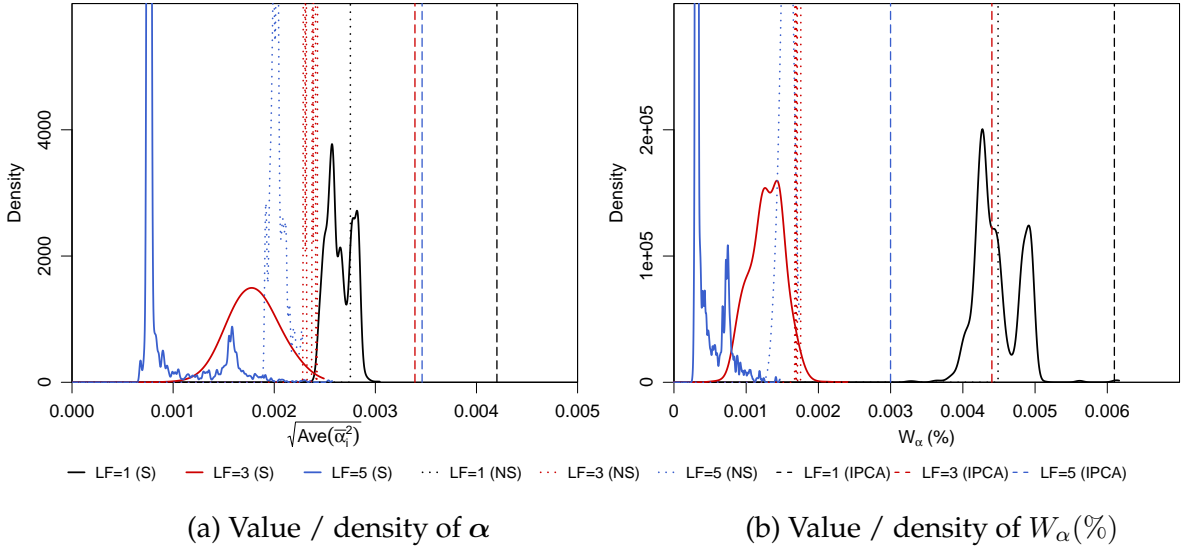 Density
0
2000
4000
0.000
0.001
0.002
0.003
0.004
0.005
√Ave(α̅ᵢ²)
Density
0e+00
1e+05
2e+05
0
0.001
0.002
0.003
0.004
0.005
0.006
W_α (%)
LF=1 (S) LF=3 (S) LF=5 (S) LF=1 (NS) LF=3 (NS) LF=5 (NS) LF=1 (IPCA) LF=3 (IPCA) LF=5 (IPCA)
(a) Value / density of α
(b) Value / density of W_α(%)